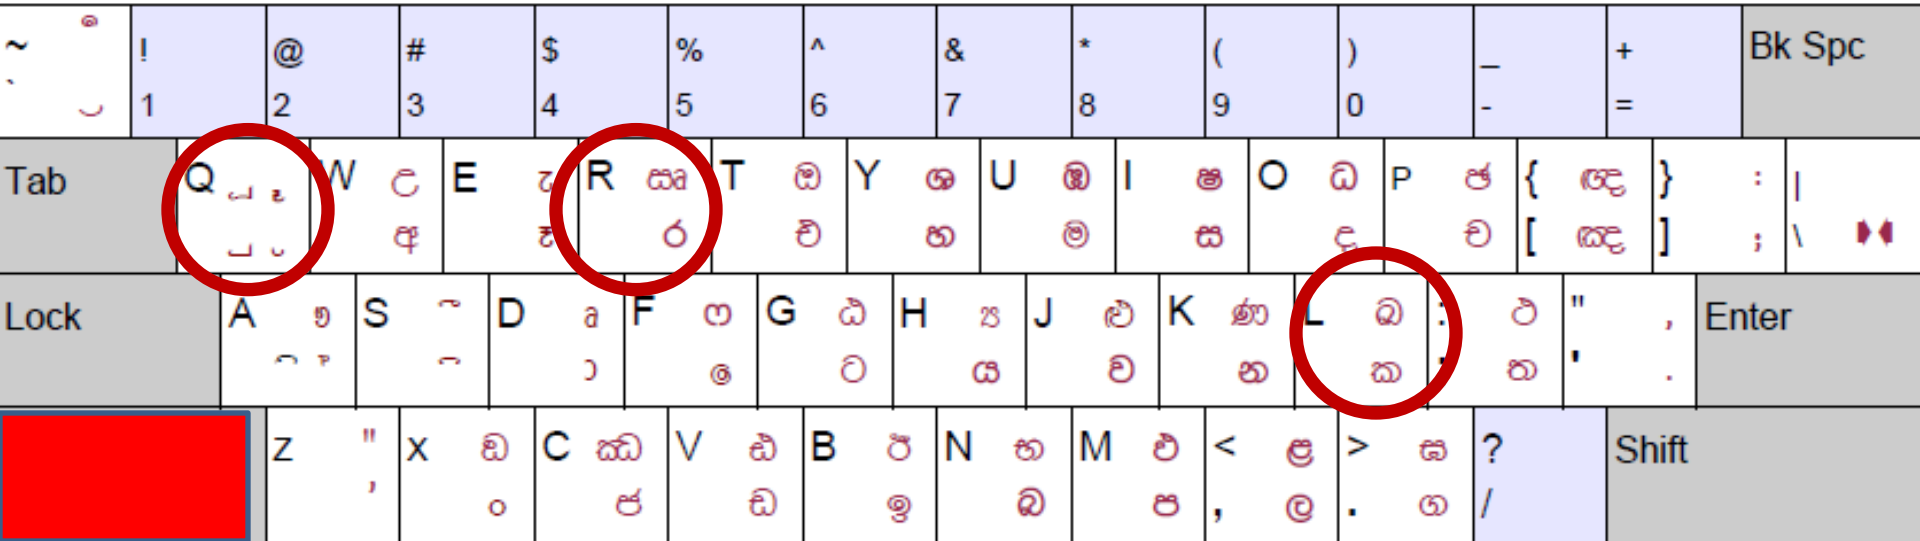 ~ ! @ # $ % ^ & * ( ) _ + Bk Spc
` 1 2 3 4 5 6 7 8 9 0 - =
Tab Q W උ E R ඍ T ඔ Y ශ U ඹ I ෂ O ධ P ඡ { ඥ } : |
අ ර එ හ ම ස ද ච [ ඤ ] ; \
Lock A S D F ෆ G ඨ H J ළු K ණ L ඛ : ථ " , Enter
ට ය ව න ක ත ' .
Z " X ඞ C ඣ V ඪ B ඊ N භ M ඵ < ළ > ඝ ? Shift
' ං ජ ඩ ඉ බ ප , ල . ග /